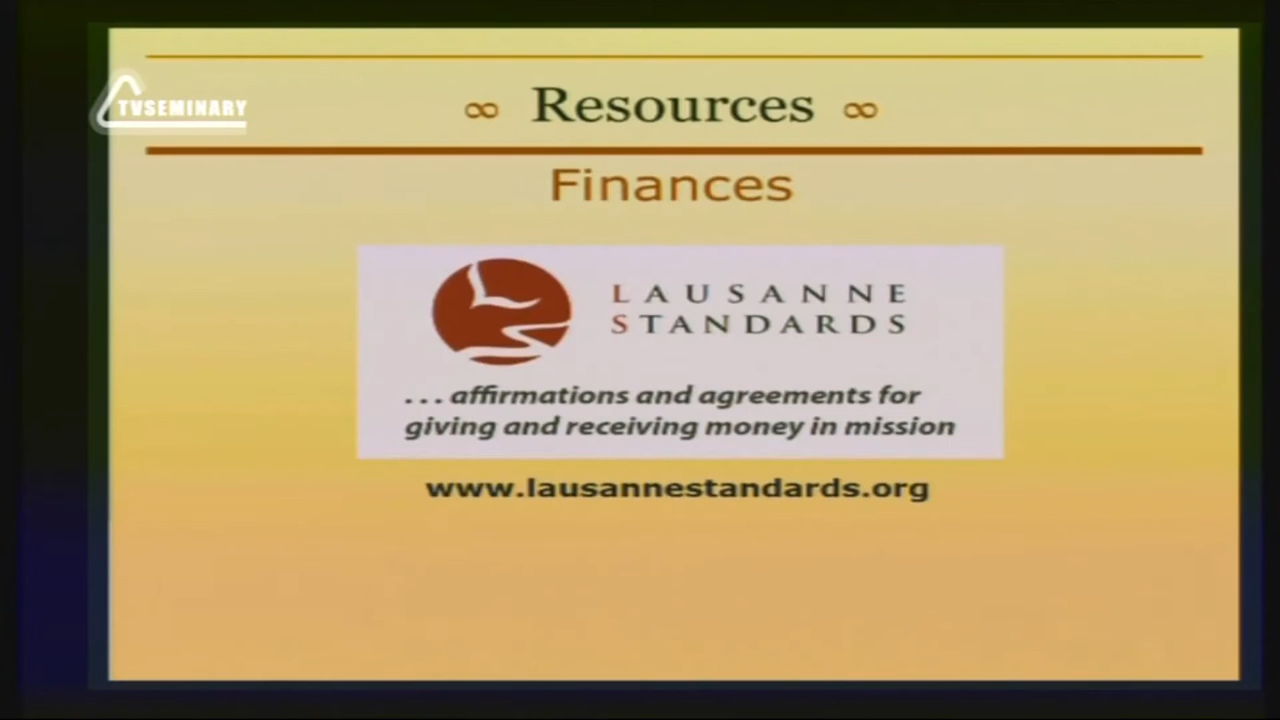 TVSEMINARY
∞ Resources ∞
Finances
LAUSANNE
STANDARDS
...affirmations and agreements for
giving and receiving money in mission
www.lausannestandards.org